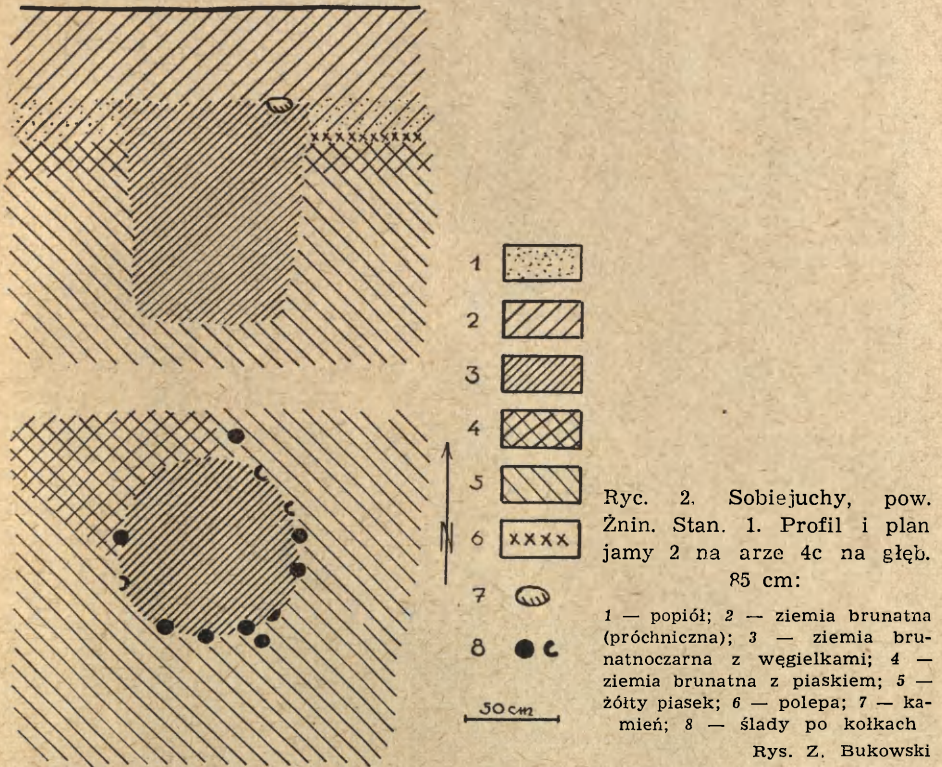 1
2
3
4
5
6
7
8
N
50 cm
Ryc. 2. Sobiejuchy, pow.
Żnin. Stan. 1. Profil i plan
jamy 2 na arze 4c na głęb.
85 cm:
1 — popiół; 2 — ziemia brunatna
(próchniczna); 3 — ziemia bru-
natnoczarna z węgielkami; 4 —
ziemia brunatna z piaskiem; 5 —
żółty piasek; 6 — polepa; 7 — ka-
mień; 8 — ślady po kołkach
Rys. Z. Bukowski